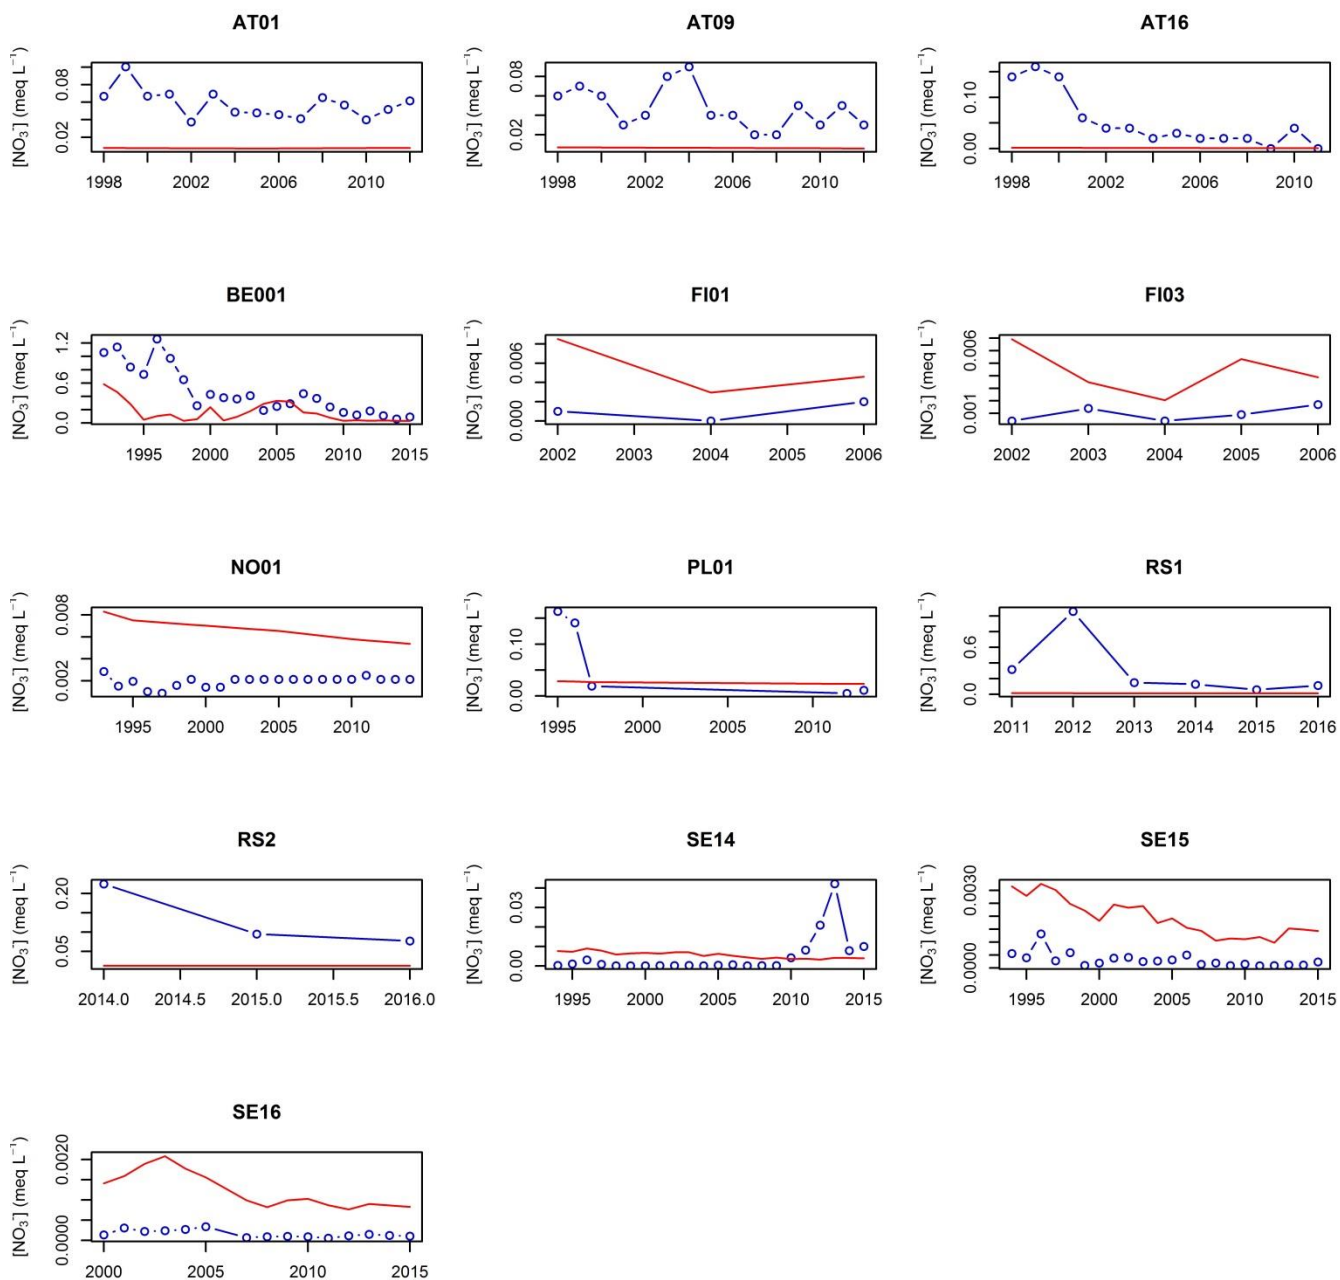 AT01
[NO₃] (meq L⁻¹)
0.02 0.08
1998 2002 2006 2010
AT09
[NO₃] (meq L⁻¹)
0.02 0.08
1998 2002 2006 2010
AT16
[NO₃] (meq L⁻¹)
0.00 0.10
1998 2002 2006 2010
BE001
[NO₃] (meq L⁻¹)
0.0 0.6 1.2
1995 2000 2005 2010 2015
FI01
[NO₃] (meq L⁻¹)
0.000 0.006
2002 2003 2004 2005 2006
FI03
[NO₃] (meq L⁻¹)
0.001 0.006
2002 2003 2004 2005 2006
NO01
[NO₃] (meq L⁻¹)
0.002 0.008
1995 2000 2005 2010
PL01
[NO₃] (meq L⁻¹)
0.00 0.10
1995 2000 2005 2010
RS1
[NO₃] (meq L⁻¹)
0.0 0.6
2011 2012 2013 2014 2015 2016
RS2
[NO₃] (meq L⁻¹)
0.05 0.20
2014.0 2014.5 2015.0 2015.5 2016.0
SE14
[NO₃] (meq L⁻¹)
0.00 0.03
1995 2000 2005 2010 2015
SE15
[NO₃] (meq L⁻¹)
0.0000 0.0030
1995 2000 2005 2010 2015
SE16
[NO₃] (meq L⁻¹)
0.0000 0.0020
2000 2005 2010 2015